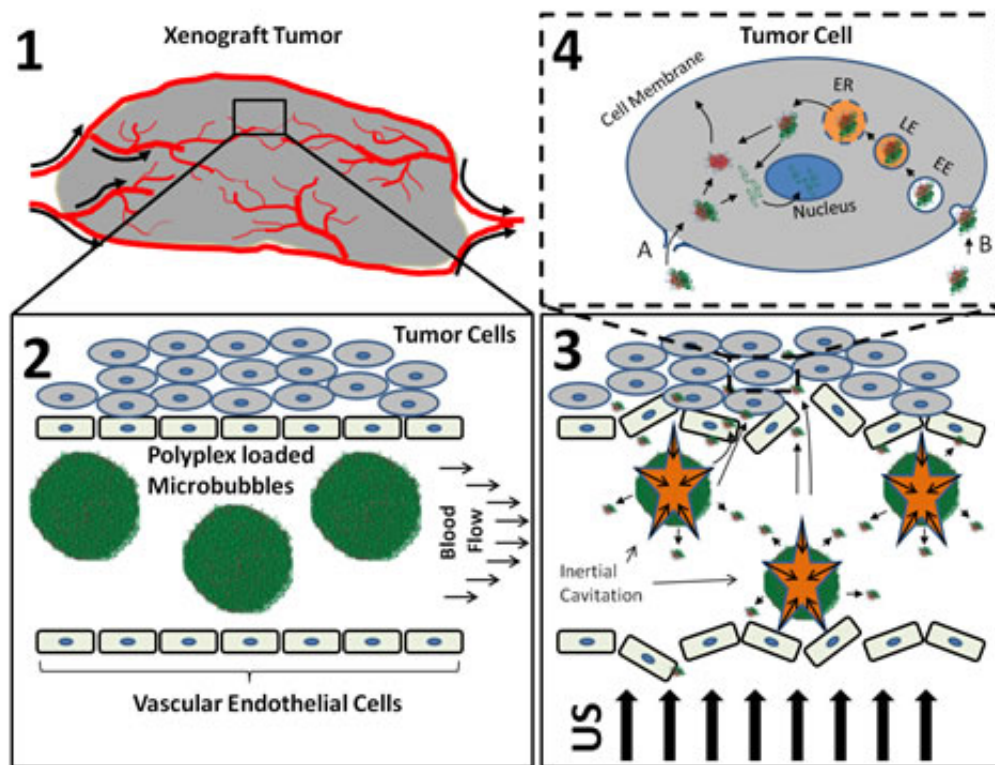 1
Xenograft Tumor
4
Tumor Cell
Cell Membrane
ER
LE
EE
Nucleus
A
B
2
Tumor Cells
Polyplex loaded
Microbubbles
Blood
Flow
Vascular Endothelial Cells
3
Inertial
Cavitation
US